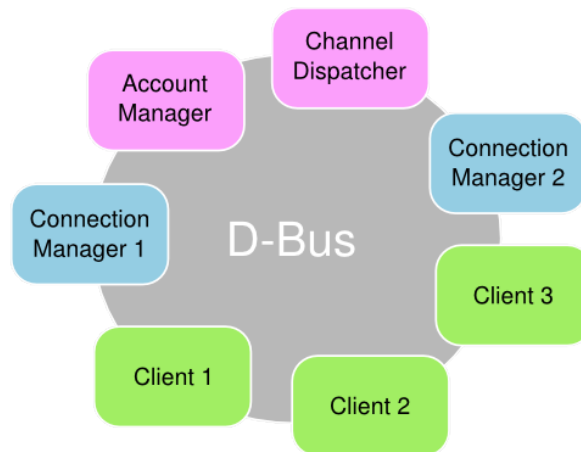 Channel
Dispatcher
Account
Manager
Connection
Manager 2
Connection
Manager 1
D-Bus
Client 3
Client 1
Client 2